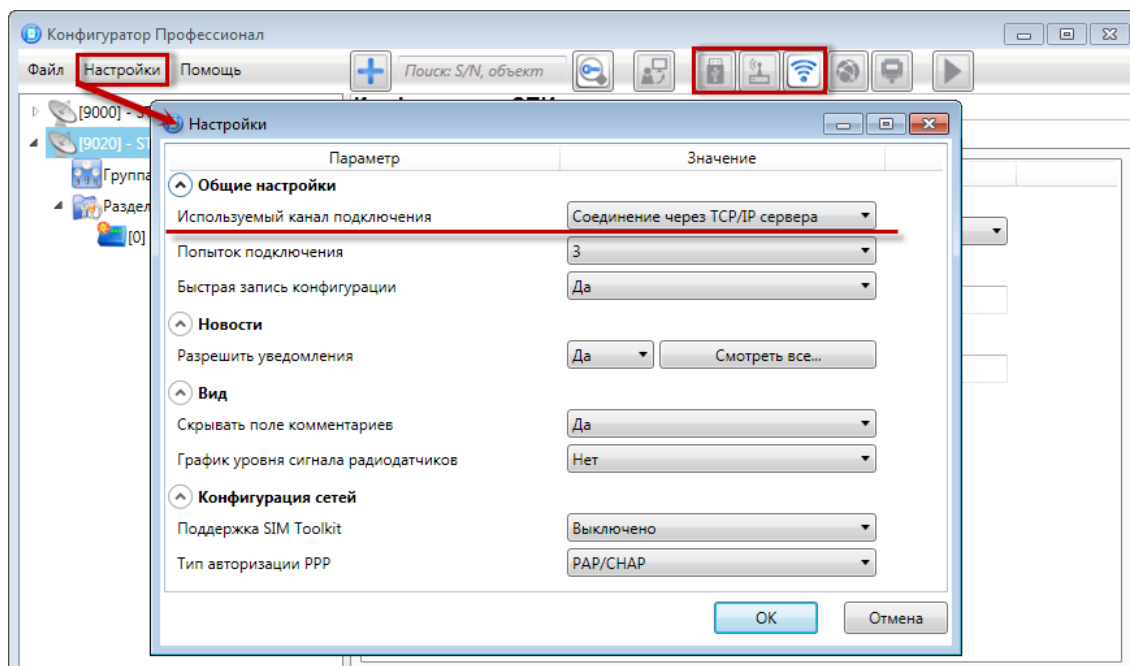 Конфигуратор Профессионал
Файл Настройки Помощь Поиск: S/N, объект
[9000] - ST
[9020] - ST
Группа
Раздел
[0]
Настройки
Параметр Значение
Общие настройки
Используемый канал подключения Соединение через TCP/IP сервера
Попыток подключения 3
Быстрая запись конфигурации Да
Новости
Разрешить уведомления Да Смотреть все...
Вид
Скрывать поле комментариев Да
График уровня сигнала радиодатчиков Нет
Конфигурация сетей
Поддержка SIM Toolkit Выключено
Тип авторизации PPP PAP/CHAP
OK Отмена